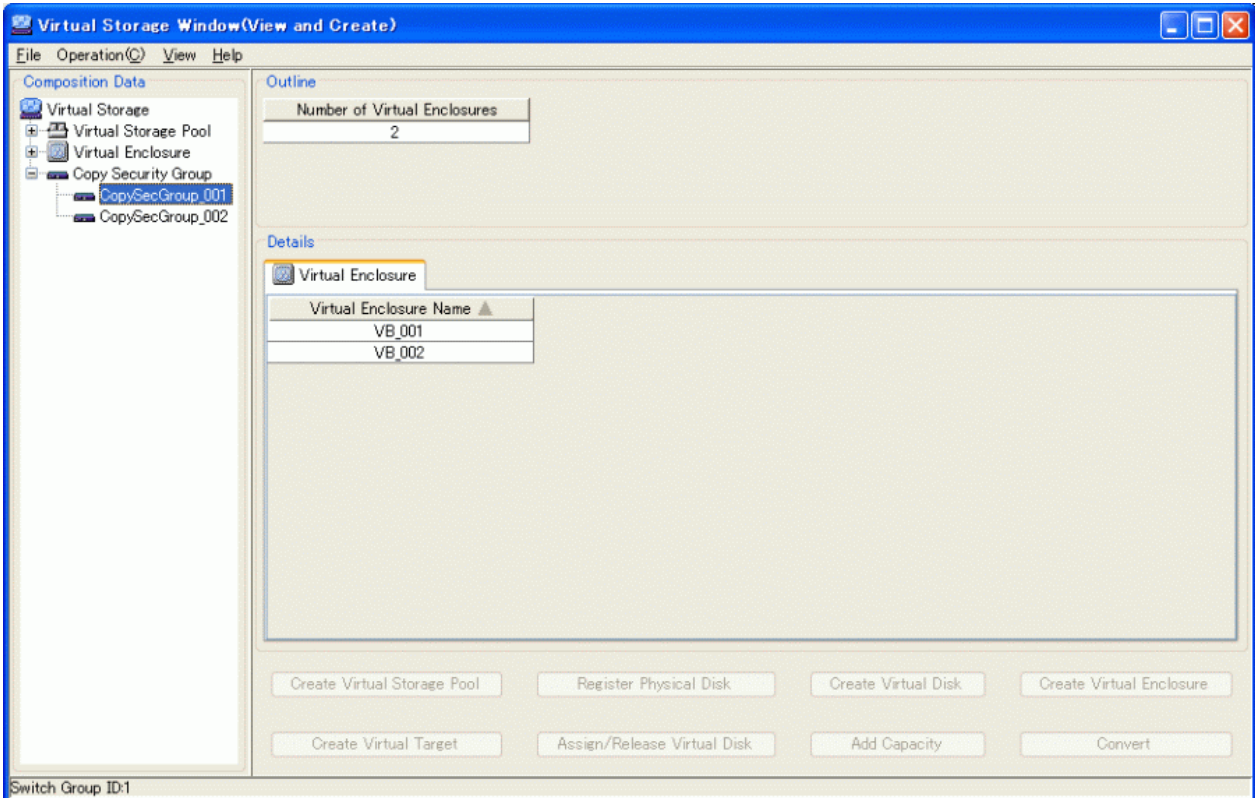 Virtual Storage Window(View and Create)
File Operation(C) View Help
Composition Data
Virtual Storage
Virtual Storage Pool
Virtual Enclosure
Copy Security Group
CopySecGroup_001
CopySecGroup_002
Outline
Number of Virtual Enclosures
2
Details
Virtual Enclosure
Virtual Enclosure Name
VB_001
VB_002
Create Virtual Storage Pool Register Physical Disk Create Virtual Disk Create Virtual Enclosure
Create Virtual Target Assign/Release Virtual Disk Add Capacity Convert
Switch Group ID:1